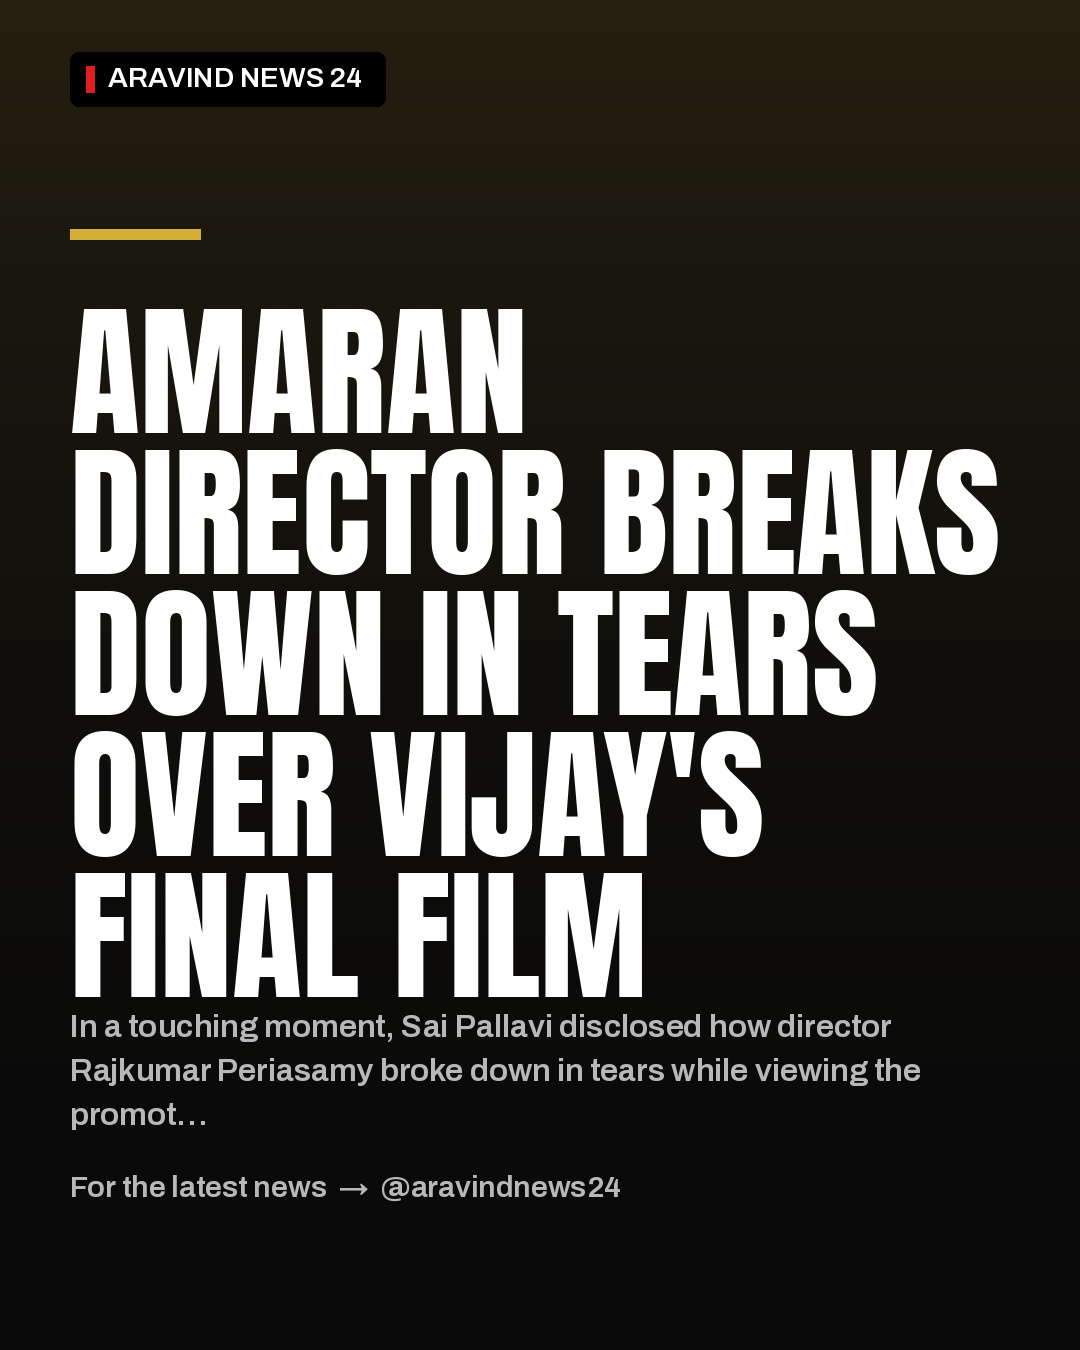 ARAVIND NEWS 24
AMARAN
DIRECTOR BREAKS
DOWN IN TEARS
OVER VIJAY'S
FINAL FILM
In a touching moment, Sai Pallavi disclosed how director
Rajkumar Periasamy broke down in tears while viewing the
promot...
For the latest news → @aravindnews24